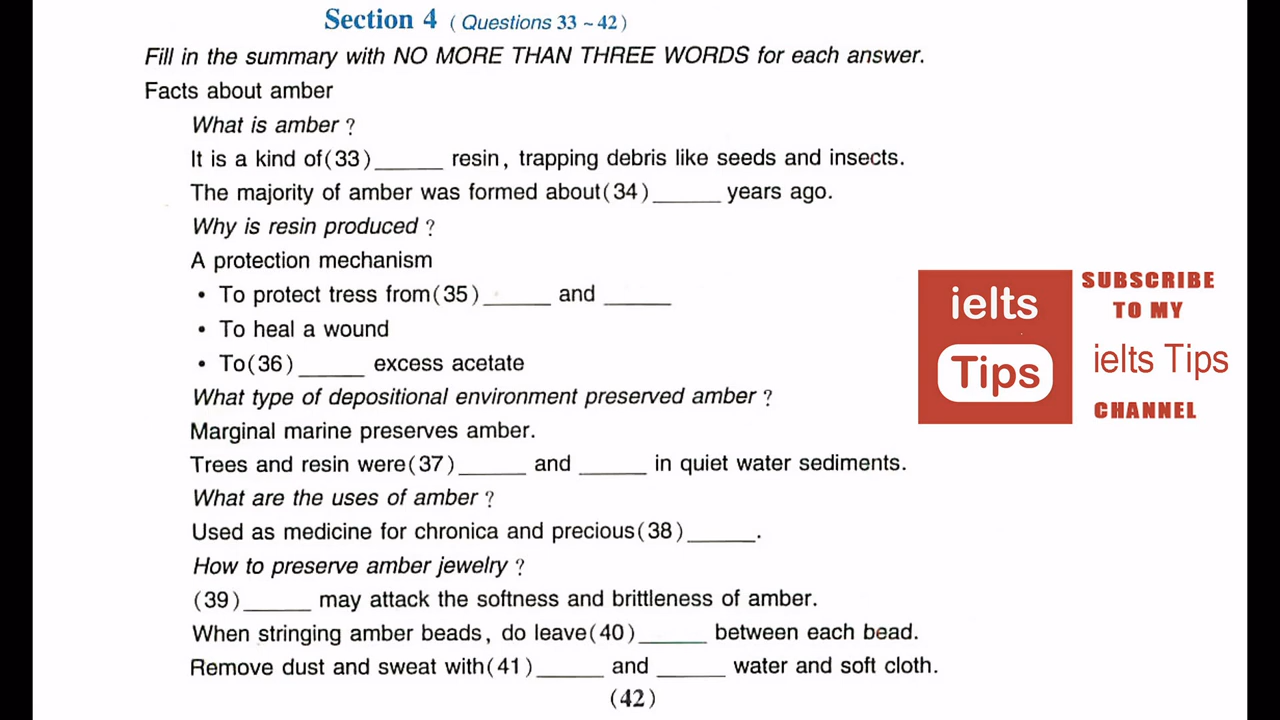 Section 4 ( Questions 33 ~ 42 )
Fill in the summary with NO MORE THAN THREE WORDS for each answer.
Facts about amber
What is amber ?
It is a kind of(33)______ resin, trapping debris like seeds and insects.
The majority of amber was formed about(34)______ years ago.
Why is resin produced ?
A protection mechanism
• To protect tress from(35)______ and ______
• To heal a wound
• To(36)______ excess acetate
What type of depositional environment preserved amber ?
Marginal marine preserves amber.
Trees and resin were(37)______ and ______ in quiet water sediments.
What are the uses of amber ?
Used as medicine for chronica and precious(38)______.
How to preserve amber jewelry ?
(39)______ may attack the softness and brittleness of amber.
When stringing amber beads, do leave(40)______ between each bead.
Remove dust and sweat with(41)______ and ______ water and soft cloth.
(42)
ielts
Tips
SUBSCRIBE
TO MY
ielts Tips
CHANNEL